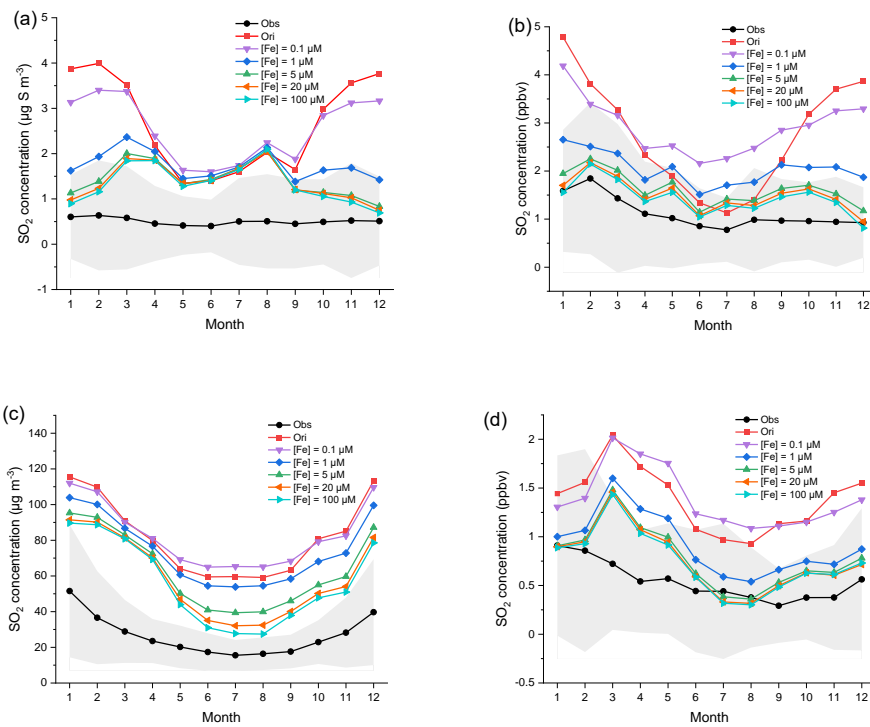 (a)
SO2 concentration (µg S m-3)
5
4
3
2
1
0
-1
1 2 3 4 5 6 7 8 9 10 11 12
Month
Obs
Ori
[Fe] = 0.1 µM
[Fe] = 1 µM
[Fe] = 5 µM
[Fe] = 20 µM
[Fe] = 100 µM
(b)
SO2 concentration (ppbv)
5
4
3
2
1
0
1 2 3 4 5 6 7 8 9 10 11 12
Month
Obs
Ori
[Fe] = 0.1 µM
[Fe] = 1 µM
[Fe] = 5 µM
[Fe] = 20 µM
[Fe] = 100 µM
(c)
SO2 concentration (µg m-3)
140
120
100
80
60
40
20
0
1 2 3 4 5 6 7 8 9 10 11 12
Month
Obs
Ori
[Fe] = 0.1 µM
[Fe] = 1 µM
[Fe] = 5 µM
[Fe] = 20 µM
[Fe] = 100 µM
(d)
SO2 concentration (ppbv)
2
1.5
1
0.5
0.0
-0.5
1 2 3 4 5 6 7 8 9 10 11 12
Month
Obs
Ori
[Fe] = 0.1 µM
[Fe] = 1 µM
[Fe] = 5 µM
[Fe] = 20 µM
[Fe] = 100 µM